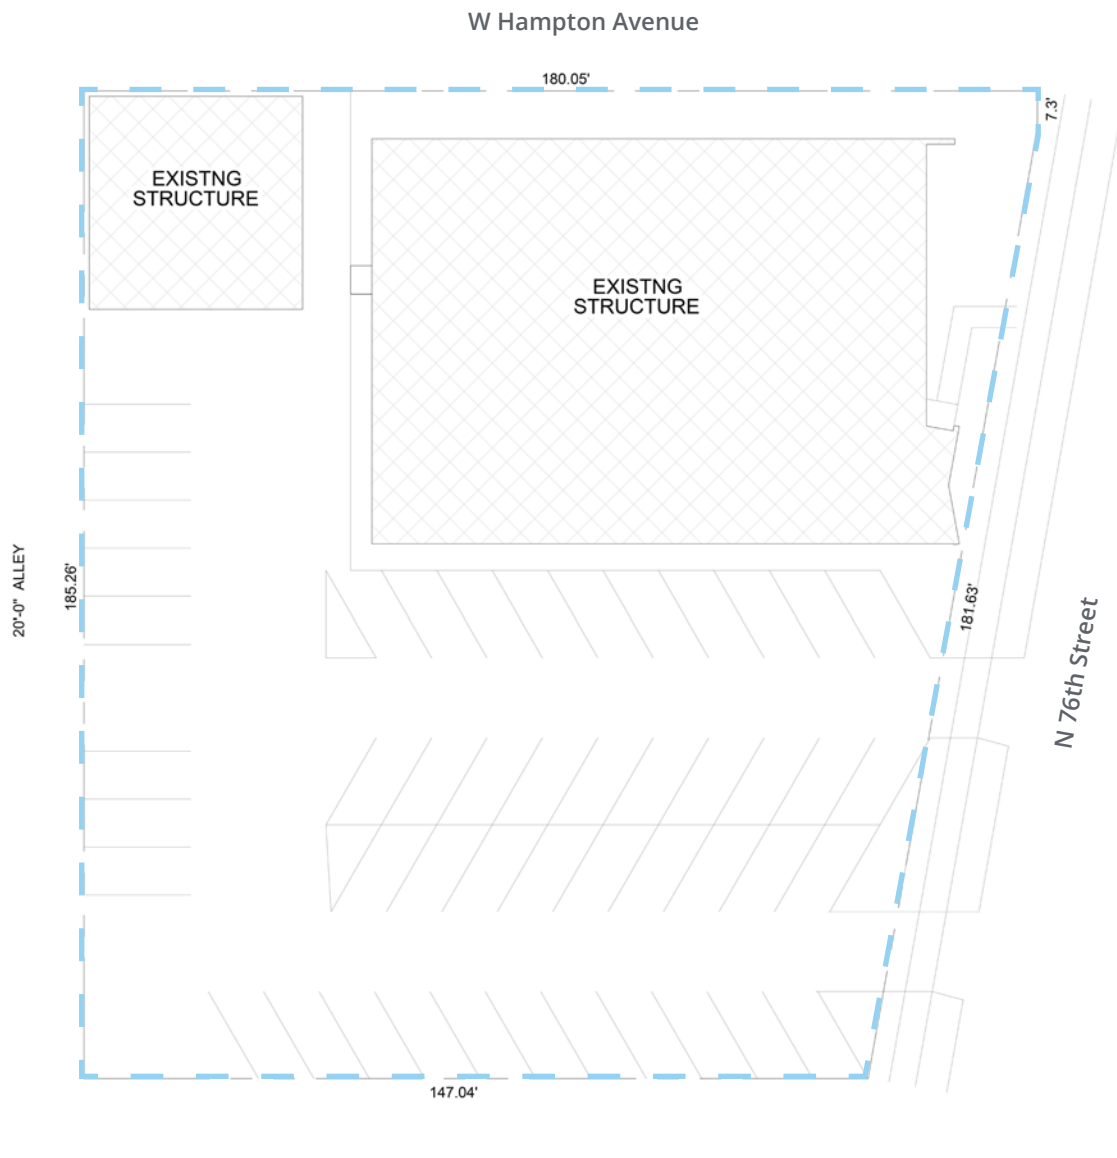 W Hampton Avenue
180.05'
7.3'
EXISTNG
STRUCTURE
EXISTNG
STRUCTURE
20'-0" ALLEY
185.26'
181.63'
N 76th Street
147.04'